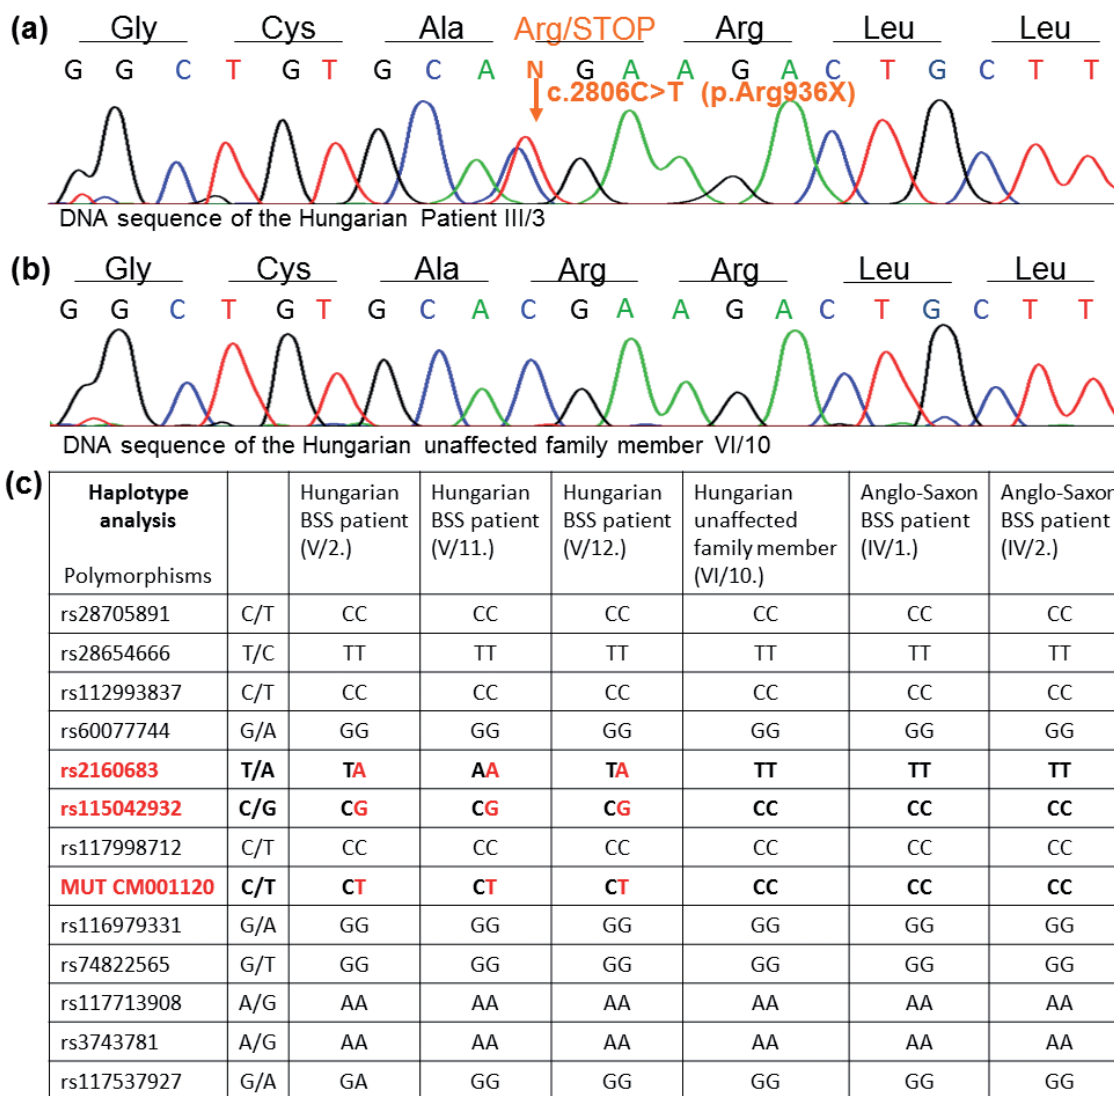 (a) Gly Cys Ala Arg/STOP Arg Leu Leu
G G C T G T G C A N G A A G A C T G C T T
c.2806C>T (p.Arg936X)
DNA sequence of the Hungarian Patient III/3
(b) Gly Cys Ala Arg Arg Leu Leu
G G C T G T G C A C G A A G A C T G C T T
DNA sequence of the Hungarian unaffected family member VI/10
(c)
Haplotype
analysis
Polymorphisms
Hungarian
BSS patient
(V/2.)
Hungarian
BSS patient
(V/11.)
Hungarian
BSS patient
(V/12.)
Hungarian
unaffected
family member
(VI/10.)
Anglo-Saxon
BSS patient
(IV/1.)
Anglo-Saxon
BSS patient
(IV/2.)
rs28705891 C/T CC CC CC CC CC CC
rs28654666 T/C TT TT TT TT TT TT
rs112993837 C/T CC CC CC CC CC CC
rs60077744 G/A GG GG GG GG GG GG
rs2160683 T/A TA AA TA TT TT TT
rs115042932 C/G CG CG CG CC CC CC
rs117998712 C/T CC CC CC CC CC CC
MUT CM001120 C/T CT CT CT CC CC CC
rs116979331 G/A GG GG GG GG GG GG
rs74822565 G/T GG GG GG GG GG GG
rs117713908 A/G AA AA AA AA AA AA
rs3743781 A/G AA AA AA AA AA AA
rs117537927 G/A GA GG GG GG GG GG